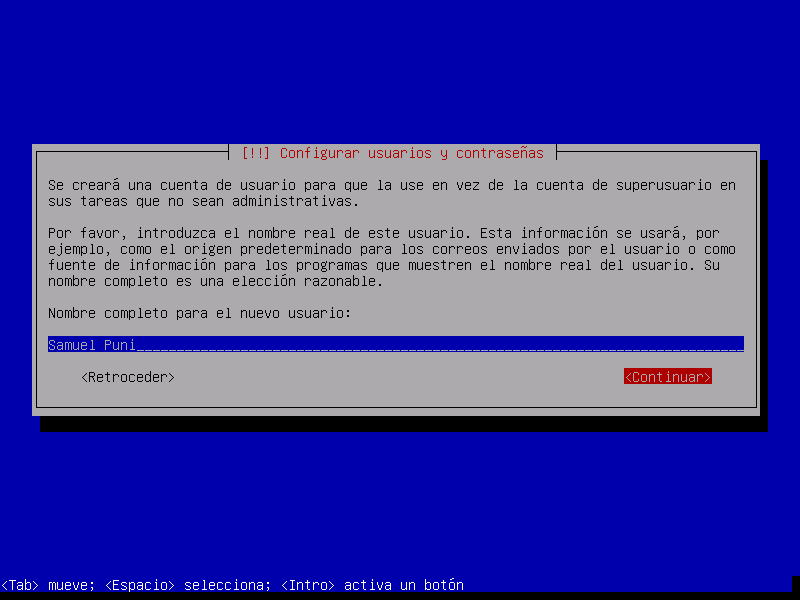 [!!] Configurar usuarios y contraseñas
Se creará una cuenta de usuario para que la use en vez de la cuenta de superusuario en
sus tareas que no sean administrativas.
Por favor, introduzca el nombre real de este usuario. Esta información se usará, por
ejemplo, como el origen predeterminado para los correos enviados por el usuario o como
fuente de información para los programas que muestren el nombre real del usuario. Su
nombre completo es una elección razonable.
Nombre completo para el nuevo usuario:
Samuel Puni
<Retroceder> <Continuar>
<Tab> mueve; <Espacio> selecciona; <Intro> activa un botón